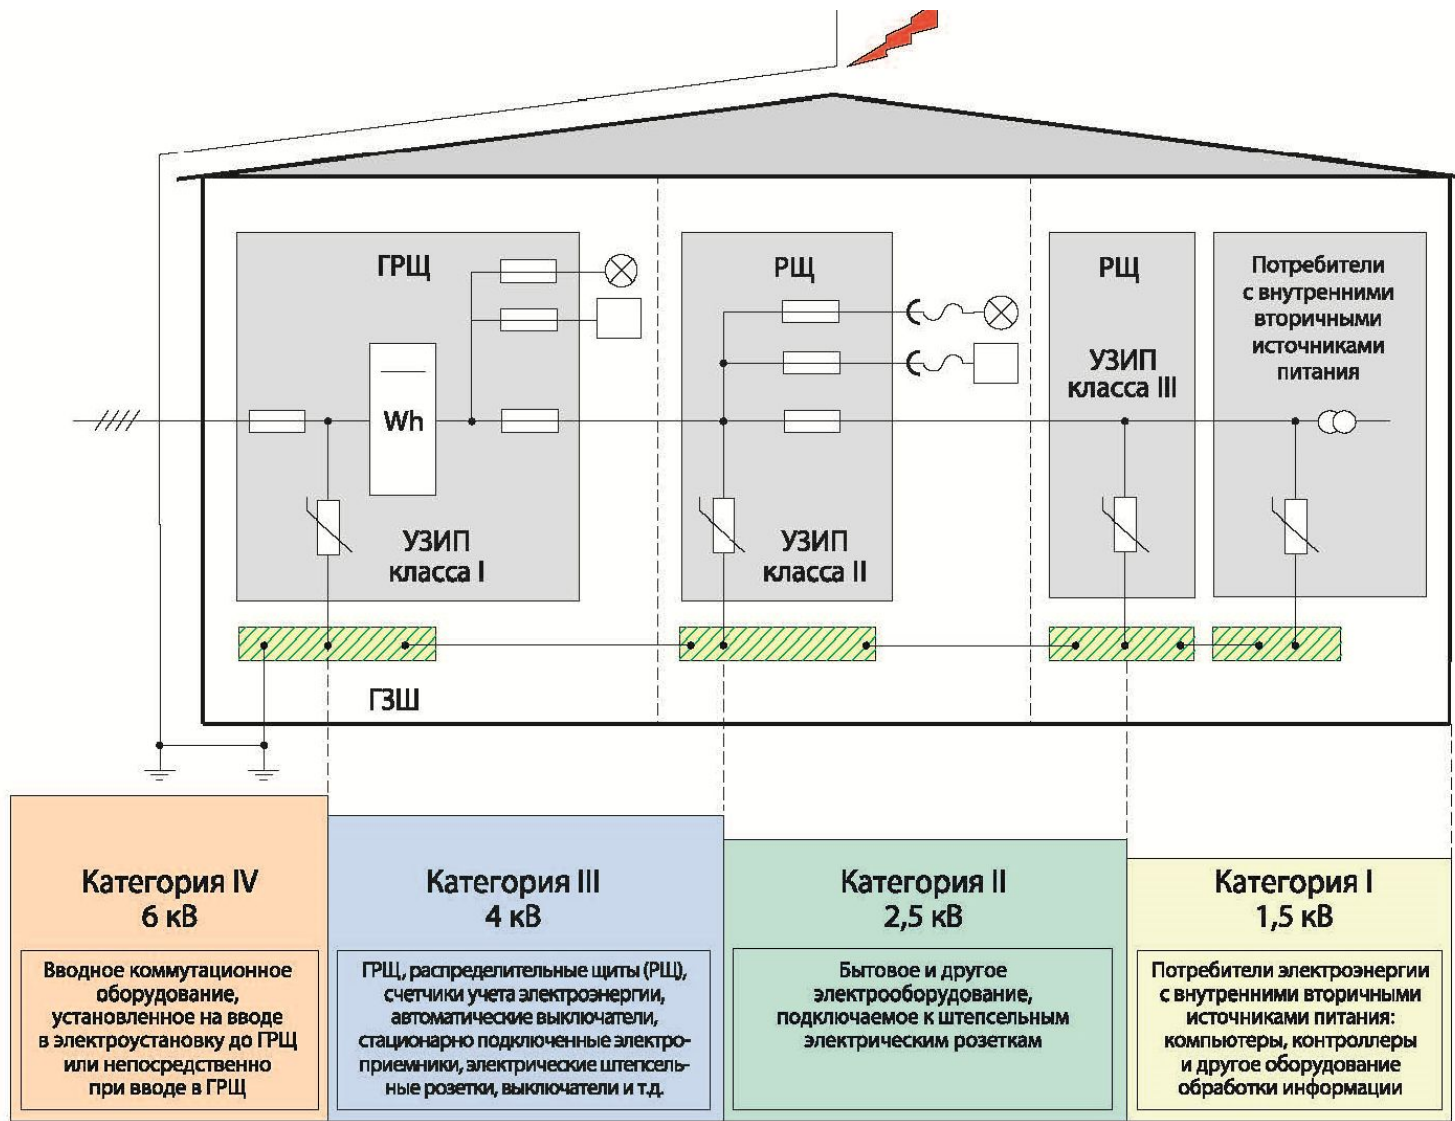 ГРЩ
Wh
УЗИП
класса I
РЩ
УЗИП
класса II
РЩ
УЗИП
класса III
Потребители
с внутренними
вторичными
источниками
питания
ГЗШ
Категория IV
6 кВ
Вводное коммутационное
оборудование,
установленное на вводе
в электроустановку до ГРЩ
или непосредственно
при вводе в ГРЩ
Категория III
4 кВ
ГРЩ, распределительные щиты (РЩ),
счетчики учета электроэнергии,
автоматические выключатели,
стационарно подключенные электро-
приемники, электрические штепсель-
ные розетки, выключатели и т.д.
Категория II
2,5 кВ
Бытовое и другое
электрооборудование,
подключаемое к штепсельным
электрическим розеткам
Категория I
1,5 кВ
Потребители электроэнергии
с внутренними вторичными
источниками питания:
компьютеры, контроллеры
и другое оборудование
обработки информации